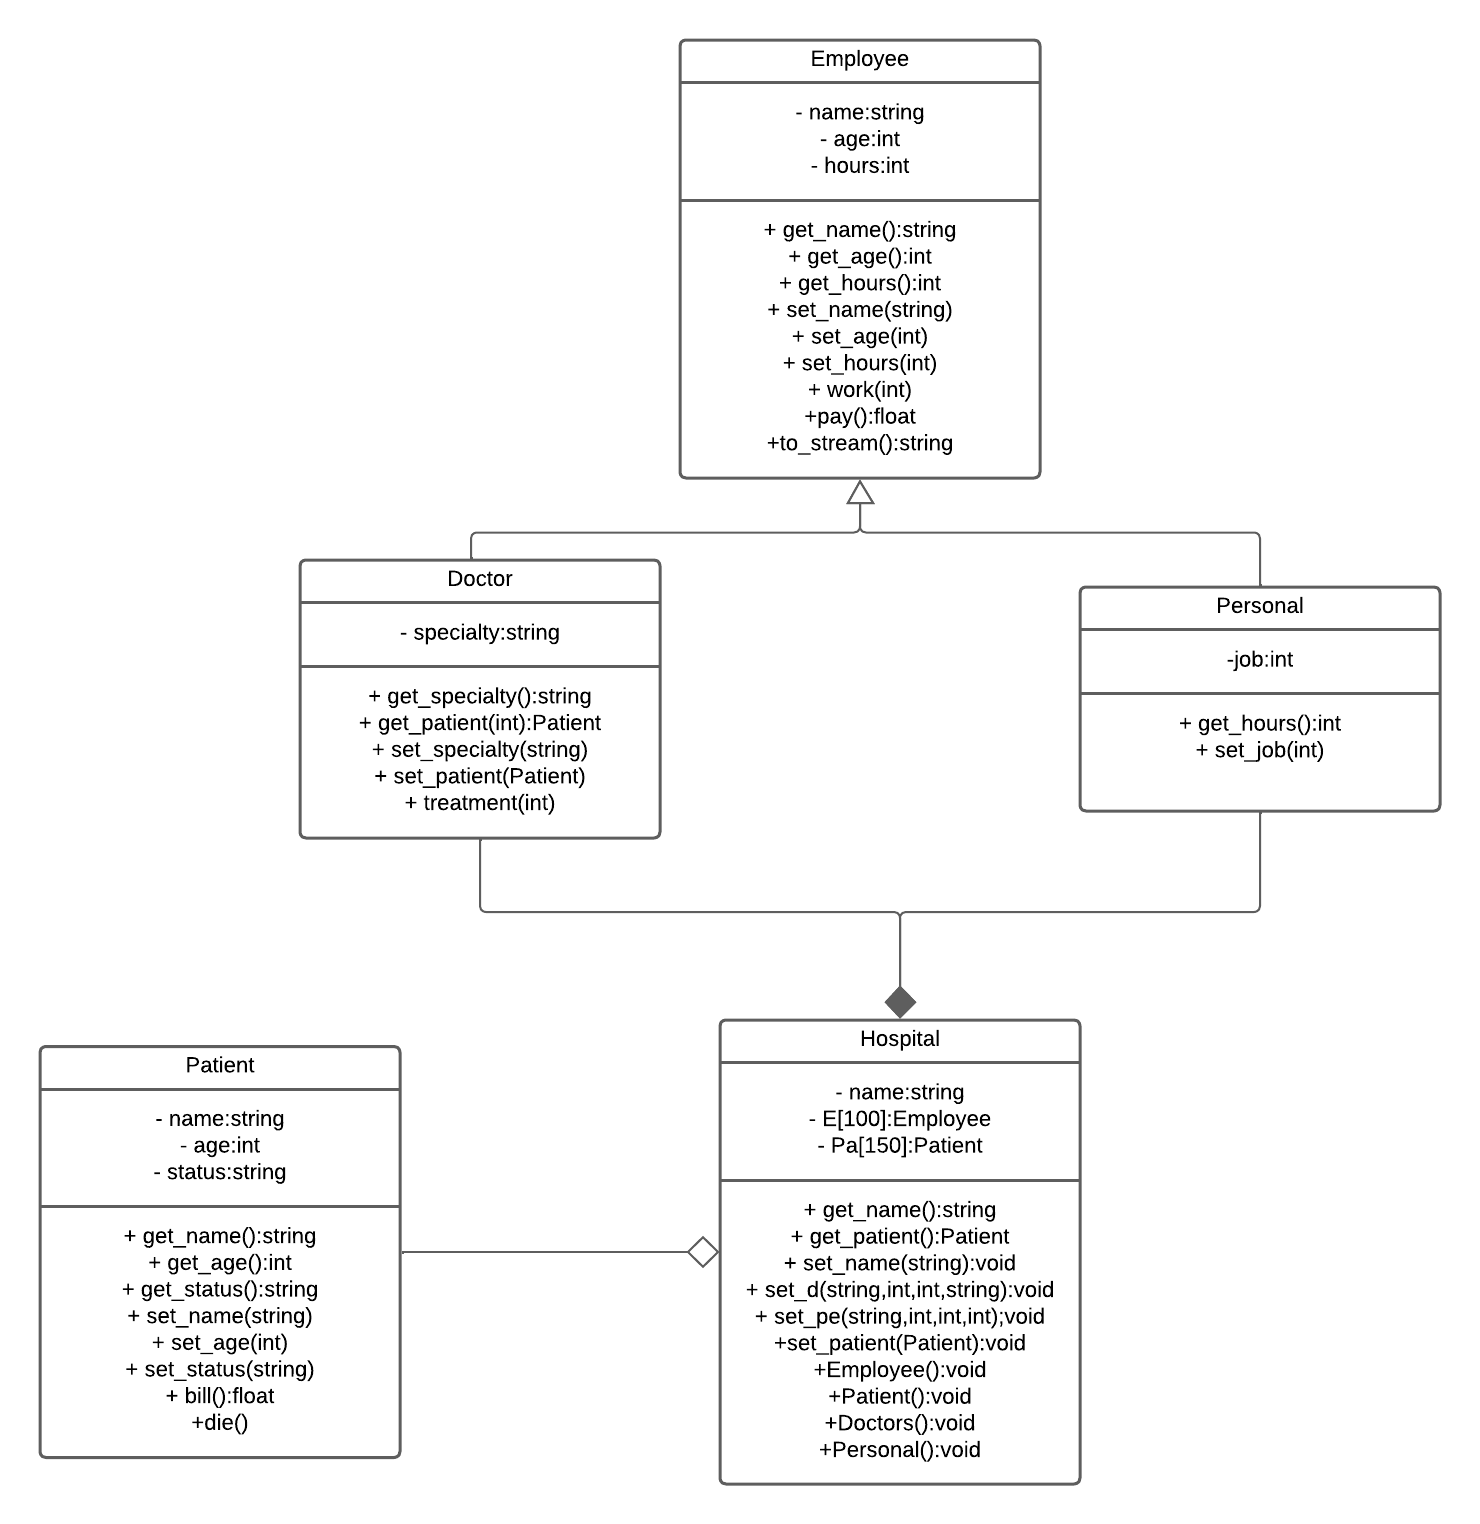 Employee
- name:string
- age:int
- hours:int
+ get_name():string
+ get_age():int
+ get_hours():int
+ set_name(string)
+ set_age(int)
+ set_hours(int)
+ work(int)
+pay():float
+to_stream():string
Doctor
- specialty:string
+ get_specialty():string
+ get_patient(int):Patient
+ set_specialty(string)
+ set_patient(Patient)
+ treatment(int)
Personal
-job:int
+ get_hours():int
+ set_job(int)
Patient
- name:string
- age:int
- status:string
+ get_name():string
+ get_age():int
+ get_status():string
+ set_name(string)
+ set_age(int)
+ set_status(string)
+ bill():float
+die()
Hospital
- name:string
- E[100]:Employee
- Pa[150]:Patient
+ get_name():string
+ get_patient():Patient
+ set_name(string):void
+ set_d(string,int,int,string):void
+ set_pe(string,int,int,int);void
+set_patient(Patient):void
+Employee():void
+Patient():void
+Doctors():void
+Personal():void